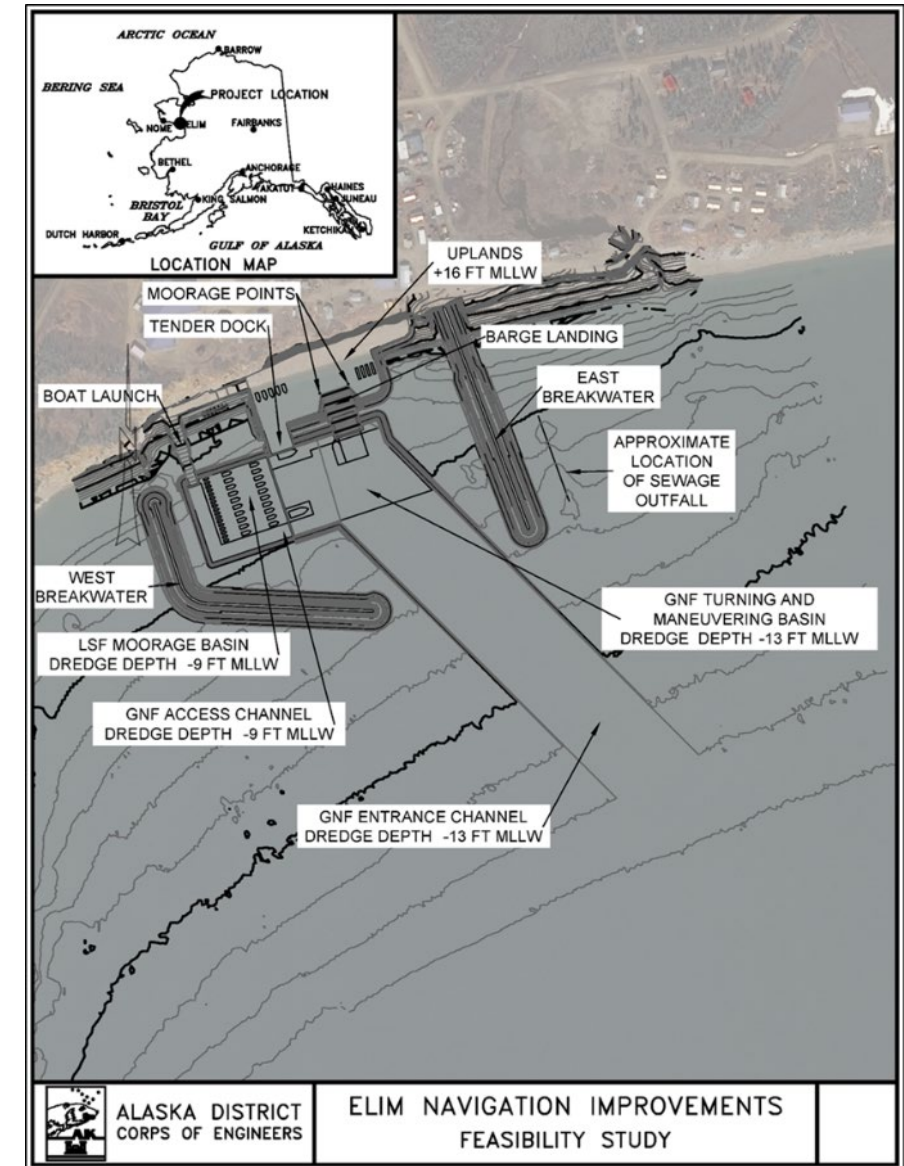 ARCTIC OCEAN
BARROW
BERING SEA
PROJECT LOCATION
NOME
ELIM
FAIRBANKS
BETHEL
ANCHORAGE
YAKATUT
HAINES
JUNEAU
BRISTOL
BAY
KING SALMON
KETCHIKAN
DUTCH HARBOR
GULF OF ALASKA
LOCATION MAP
UPLANDS
+16 FT MLLW
MOORAGE POINTS
TENDER DOCK
BARGE LANDING
BOAT LAUNCH
EAST
BREAKWATER
APPROXIMATE
LOCATION
OF SEWAGE
OUTFALL
WEST
BREAKWATER
GNF TURNING AND
MANEUVERING BASIN
DREDGE DEPTH -13 FT MLLW
LSF MOORAGE BASIN
DREDGE DEPTH -9 FT MLLW
GNF ACCESS CHANNEL
DREDGE DEPTH -9 FT MLLW
GNF ENTRANCE CHANNEL
DREDGE DEPTH -13 FT MLLW
AK
ALASKA DISTRICT
CORPS OF ENGINEERS
ELIM NAVIGATION IMPROVEMENTS
FEASIBILITY STUDY